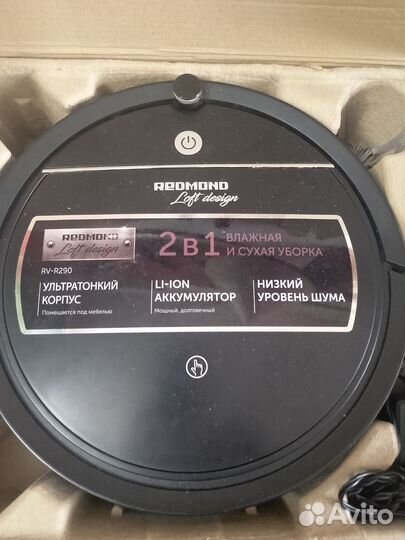 REDMOND
Loft design
REDMOND
Loft design
2 в 1 ВЛАЖНАЯ
И СУХАЯ УБОРКА
RV-R290
УЛЬТРАТОНКИЙ
КОРПУС
Помещается под мебелью
LI-ION
АККУМУЛЯТОР
Мощный, долговечный
НИЗКИЙ
УРОВЕНЬ ШУМА
Avito